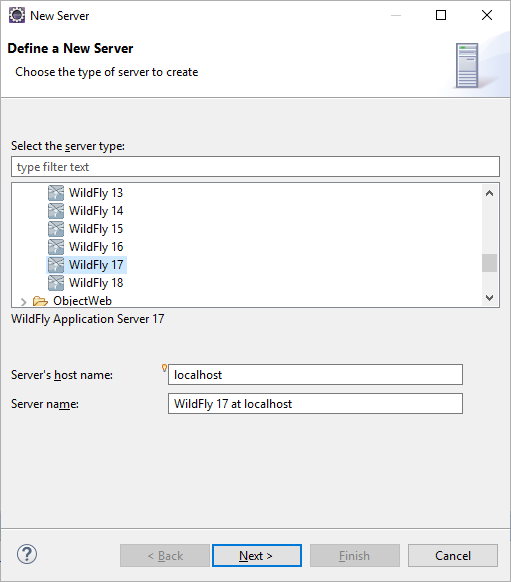 New Server
Define a New Server
Choose the type of server to create
Select the server type:
type filter text
WildFly 13
WildFly 14
WildFly 15
WildFly 16
WildFly 17
WildFly 18
ObjectWeb
WildFly Application Server 17
Server's host name:
localhost
Server name:
WildFly 17 at localhost
?
< Back
Next >
Finish
Cancel